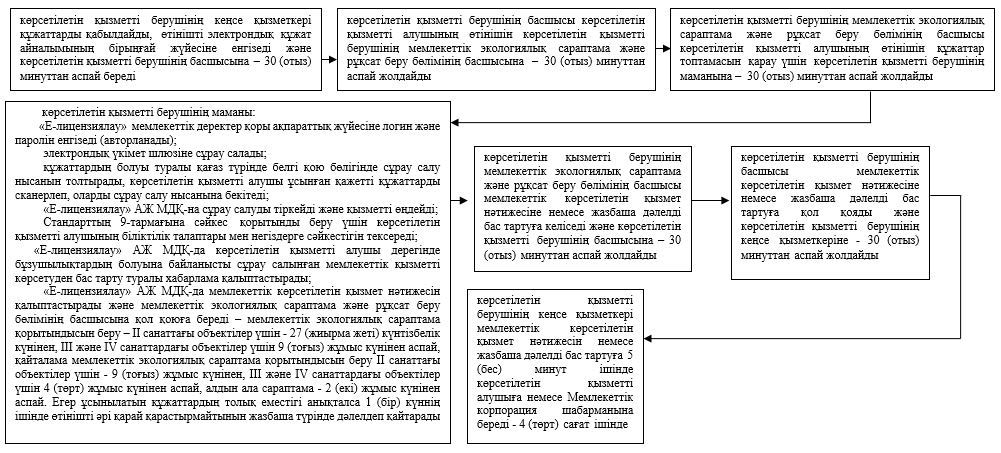 көрсетілетін қызметті берушінің кеңсе қызметкері
құжаттарды қабылдайды, өтінішті электрондық құжат
айналымының бірыңғай жүйесіне енгізеді және
көрсетілетін қызметті берушінің басшысына – 30 (отыз)
минуттан аспай береді
көрсетілетін қызметті берушінің басшысы көрсетілетін
қызметті алушының өтінішін көрсетілетін қызметті
берушінің мемлекеттік экологиялық сараптама және
рұқсат беру бөлімінің басшысына – 30 (отыз) минуттан
аспай жолдайды
көрсетілетін қызметті берушінің мемлекеттік экологиялық
сараптама және рұқсат беру бөлімінің басшысы
көрсетілетін қызметті алушының өтінішін құжаттар
топтамасын қарау үшін көрсетілетін қызметті берушінің
маманына – 30 (отыз) минуттан аспай жолдайды
көрсетілетін қызметті берушінің маманы:
«Е-лицензиялау» мемлекеттік деректер қоры ақпараттық жүйесіне логин және
паролін енгізеді (авторланады);
электрондық үкімет шлюзіне сұрау салады;
құжаттардың болуы туралы қағаз түрінде белгі қою бөлігінде сұрау салу
нысанын толтырады, көрсетілетін қызметті алушы ұсынған қажетті құжаттарды
сканерлеп, оларды сұрау салу нысанына бекітеді;
«Е-лицензиялау» АЖ МДҚ-на сұрау салуды тіркейді және қызметті өңдейді;
Стандарттың 9-тармағына сәйкес қорытынды беру үшін көрсетілетін
қызметті алушының біліктілік талаптары мен негіздерге сәйкестігін тексереді;
«Е-лицензиялау» АЖ МДҚ-да көрсетілетін қызметті алушы дерегінде
бұзушылықтардың болуына байланысты сұрау салынған мемлекеттік қызметті
көрсетуден бас тарту туралы хабарлама қалыптастырады;
«Е-лицензиялау» АЖ МДҚ-да мемлекеттік көрсетілетін қызмет нәтижесін
қалыптастырады және мемлекеттік экологиялық сараптама және рұқсат беру
бөлімінің басшысына қол қоюға береді – мемлекеттік экологиялық сараптама
қорытындысын беру – II санаттағы объектілер үшін - 27 (жиырма жеті) күнтізбелік
күнінен, III және IV санаттардағы объектілер үшін 9 (тоғыз) жұмыс күнінен аспай,
қайталама мемлекеттік экологиялық сараптама қорытындысын беру II санаттағы
объектілер үшін - 9 (тоғыз) жұмыс күнінен, III және IV санаттардағы объектілер
үшін 4 (төрт) жұмыс күнінен аспай, алдын ала сараптама - 2 (екі) жұмыс күнінен
аспай. Егер ұсынылатын құжаттардың толық еместігі анықталса 1 (бір) күннің
ішінде өтінішті әрі қарай қарастырмайтынын жазбаша түрінде дәлелдеп қайтарады
көрсетілетін қызметті берушінің
мемлекеттік экологиялық сараптама
және рұқсат беру бөлімінің басшысы
мемлекеттік көрсетілетін қызмет
нәтижесіне немесе жазбаша дәлелді
бас тартуға келіседі және көрсетілетін
қызметті берушінің басшысына – 30
(отыз) минуттан аспай жолдайды
көрсетілетін қызметті берушінің
басшысы мемлекеттік
көрсетілетін қызмет нәтижесіне
немесе жазбаша дәлелді бас
тартуға қол қояды және
көрсетілетін қызметті берушінің
кеңсе қызметкеріне - 30 (отыз)
минуттан аспай жолдайды
көрсетілетін қызметті
берушінің кеңсе қызметкері
мемлекеттік көрсетілетін
қызмет нәтижесін немесе
жазбаша дәлелді бас тартуға 5
(бес) минут ішінде
көрсетілетін қызметті
алушыға немесе Мемлекеттік
корпорация шабарманына
береді - 4 (төрт) сағат ішінде